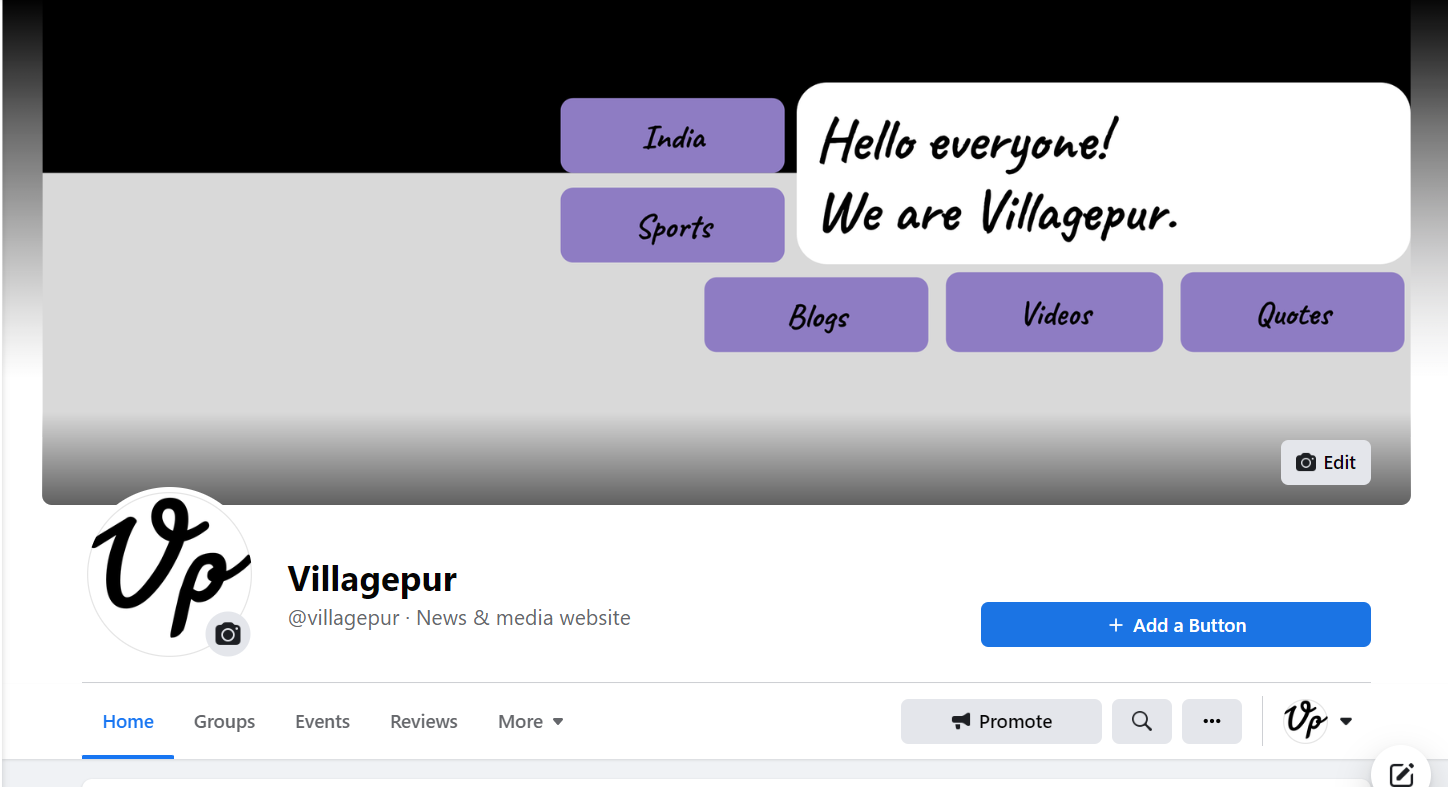 India
Hello everyone!
We are Villagepur.
Sports
Blogs
Videos
Quotes
Edit
Vp
Villagepur
@villagepur · News & media website
+ Add a Button
Home
Groups
Events
Reviews
More
Promote
Vp